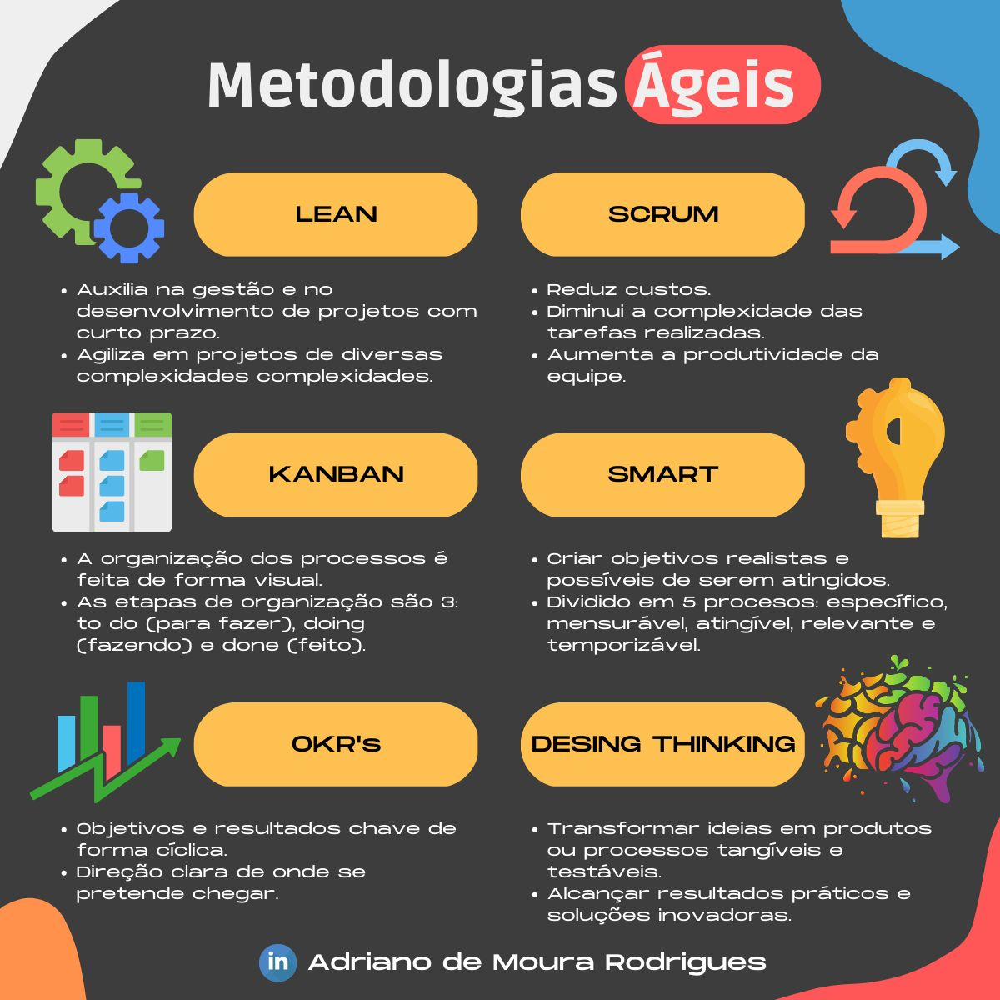 Metodologias Ágeis
LEAN
• Auxilia na gestão e no
desenvolvimento de projetos com
curto prazo.
• Agiliza em projetos de diversas
complexidades complexidades.
SCRUM
• Reduz custos.
• Diminui a complexidade das
tarefas realizadas.
• Aumenta a produtividade da
equipe.
KANBAN
• A organização dos processos é
feita de forma visual.
• As etapas de organização são 3:
to do (para fazer), doing
(fazendo) e done (feito).
SMART
• Criar objetivos realistas e
possíveis de serem atingidos.
• Dividido em 5 procesos: específico,
mensurável, atingível, relevante e
temporizável.
OKR's
• Objetivos e resultados chave de
forma cíclica.
• Direção clara de onde se
pretende chegar.
DESING THINKING
• Transformar ideias em produtos
ou processos tangíveis e
testáveis.
• Alcançar resultados práticos e
soluções inovadoras.
in Adriano de Moura Rodrigues